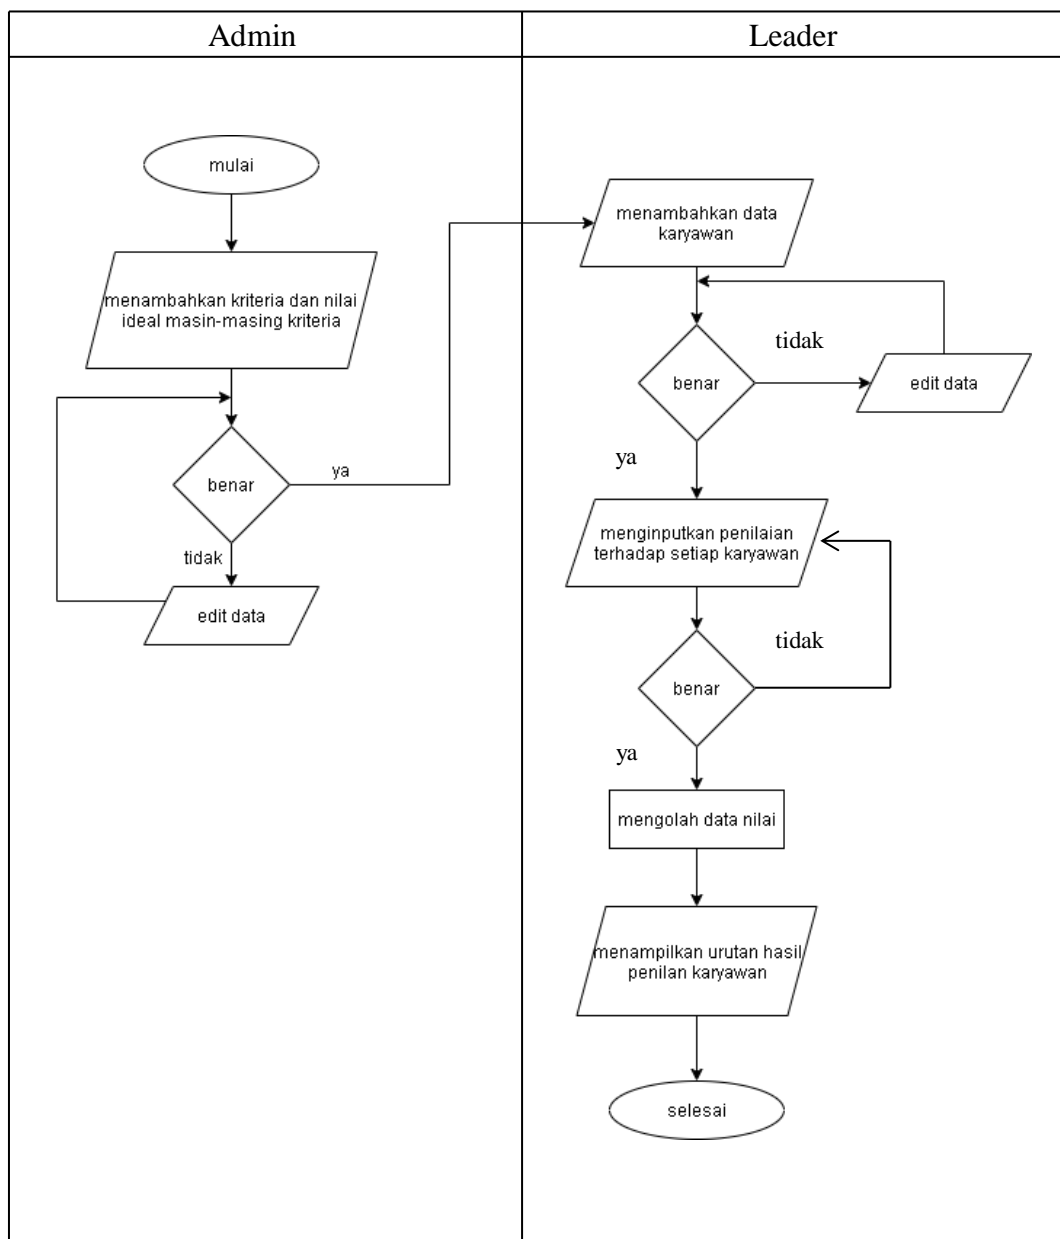 Admin
Leader
mulai
menambahkan kriteria dan nilai
ideal masin-masing kriteria
benar
ya
tidak
edit data
menambahkan data
karyawan
benar
tidak
edit data
ya
menginputkan penilaian
terhadap setiap karyawan
benar
tidak
ya
mengolah data nilai
menampilkan urutan hasil
penilan karyawan
selesai